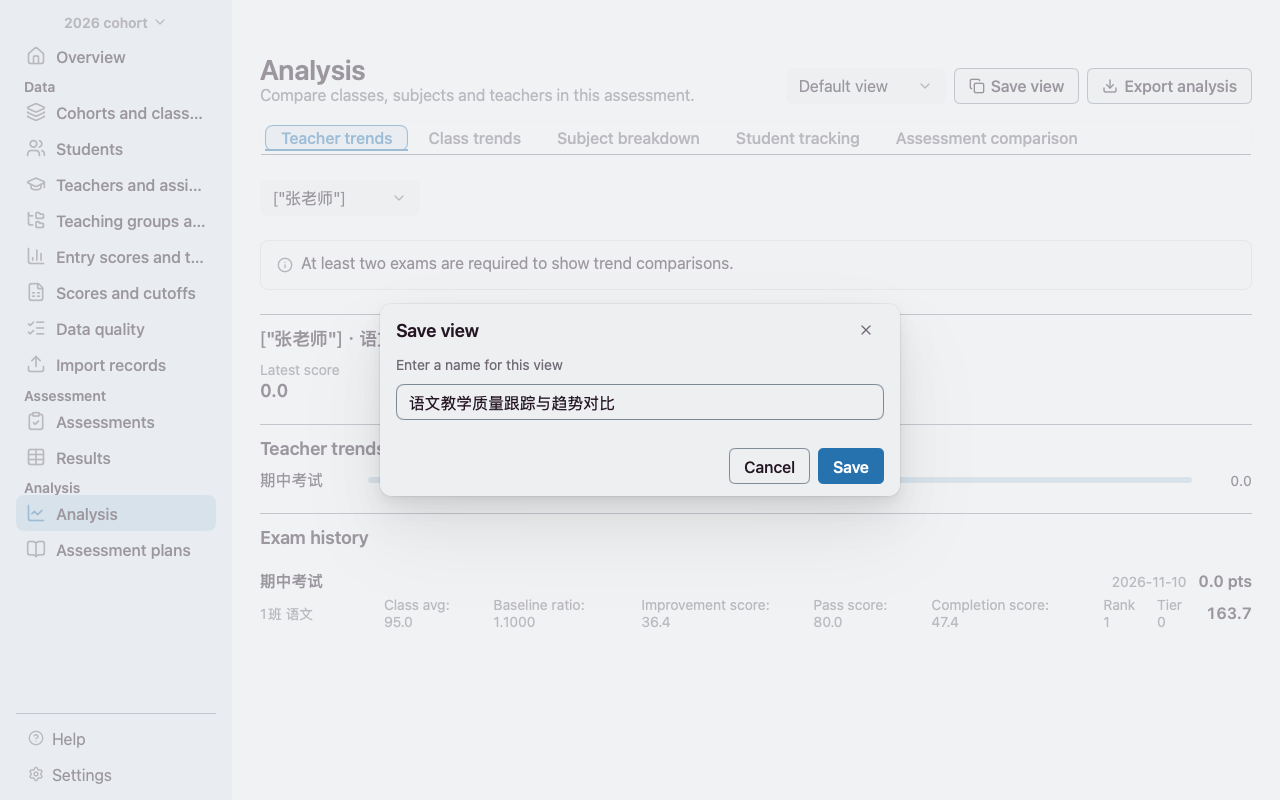 2026 cohort
Overview
Data
Cohorts and class...
Students
Teachers and assi...
Teaching groups a...
Entry scores and t...
Scores and cutoffs
Data quality
Import records
Assessment
Assessments
Results
Analysis
Analysis
Assessment plans
Help
Settings
Analysis
Compare classes, subjects and teachers in this assessment.
Default view
Save view
Export analysis
Teacher trends
Class trends
Subject breakdown
Student tracking
Assessment comparison
["张老师"]
At least two exams are required to show trend comparisons.
["张老师"] · 语
Latest score
0.0
Save view
Enter a name for this view
语文教学质量跟踪与趋势对比
Cancel
Save
Teacher trends
期中考试
0.0
Exam history
期中考试
2026-11-10 0.0 pts
1班 语文
Class avg:
95.0
Baseline ratio:
1.1000
Improvement score:
36.4
Pass score:
80.0
Completion score:
47.4
Rank
1
Tier
0
163.7